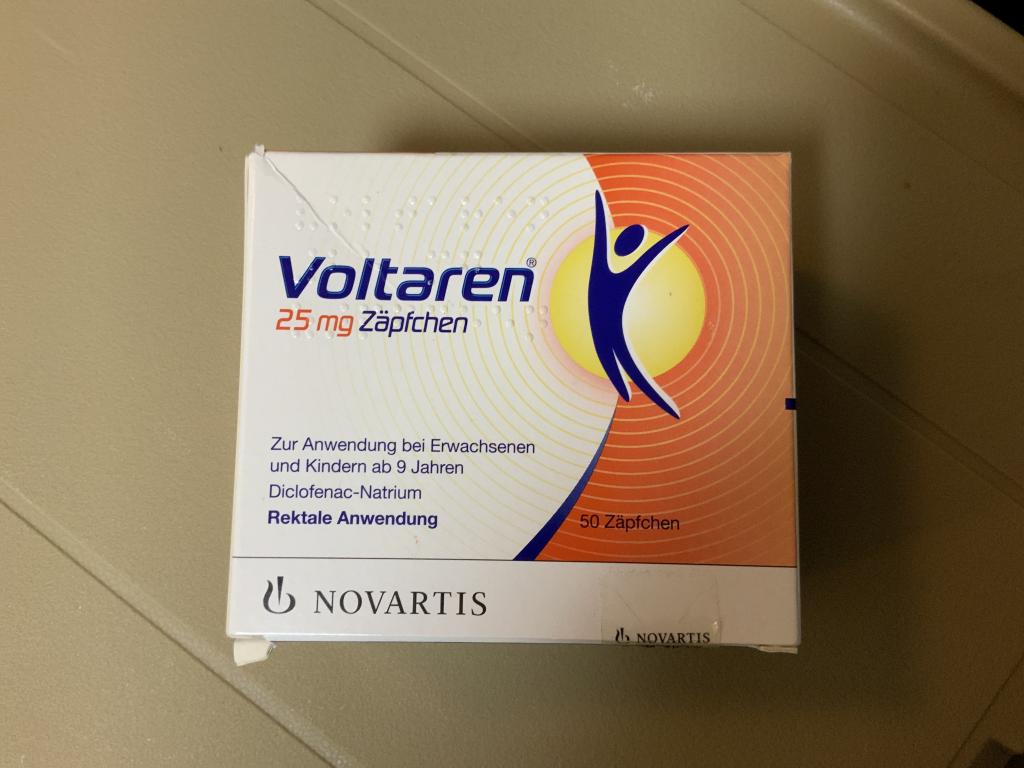 Voltaren®
25 mg Zäpfchen
Zur Anwendung bei Erwachsenen
und Kindern ab 9 Jahren
Diclofenac-Natrium
Rektale Anwendung
50 Zäpfchen
NOVARTIS
NOVARTIS